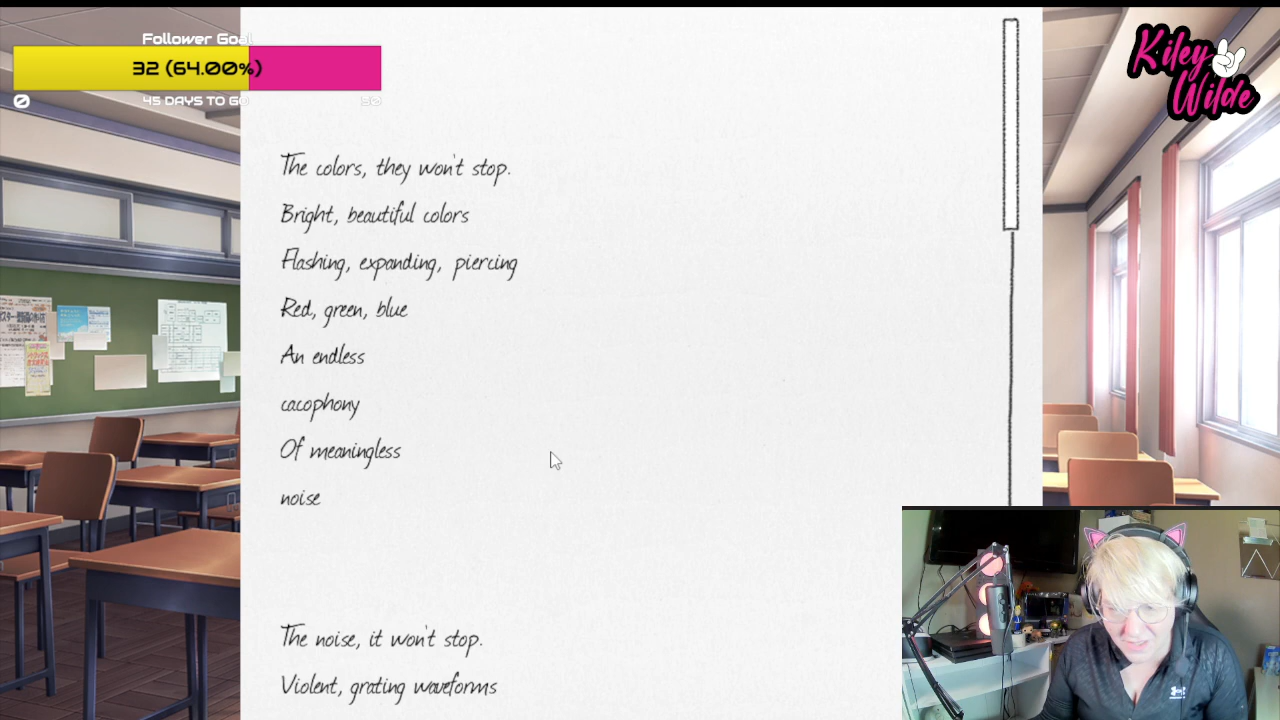 Follower Goal
32 (64.00%)
0
45 DAYS TO GO
50
Kiley
Wilde
The colors, they won't stop.
Bright, beautiful colors
Flashing, expanding, piercing
Red, green, blue
An endless
cacophony
Of meaningless
noise
The noise, it won't stop.
Violent, grating waveforms